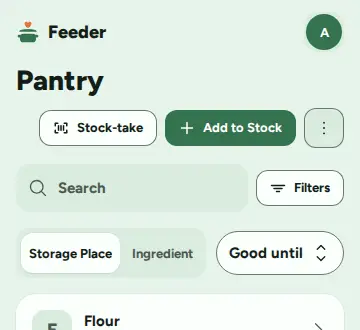 Feeder
A
Pantry
Stock-take
Add to Stock
Search
Filters
Storage Place
Ingredient
Good until
Flour